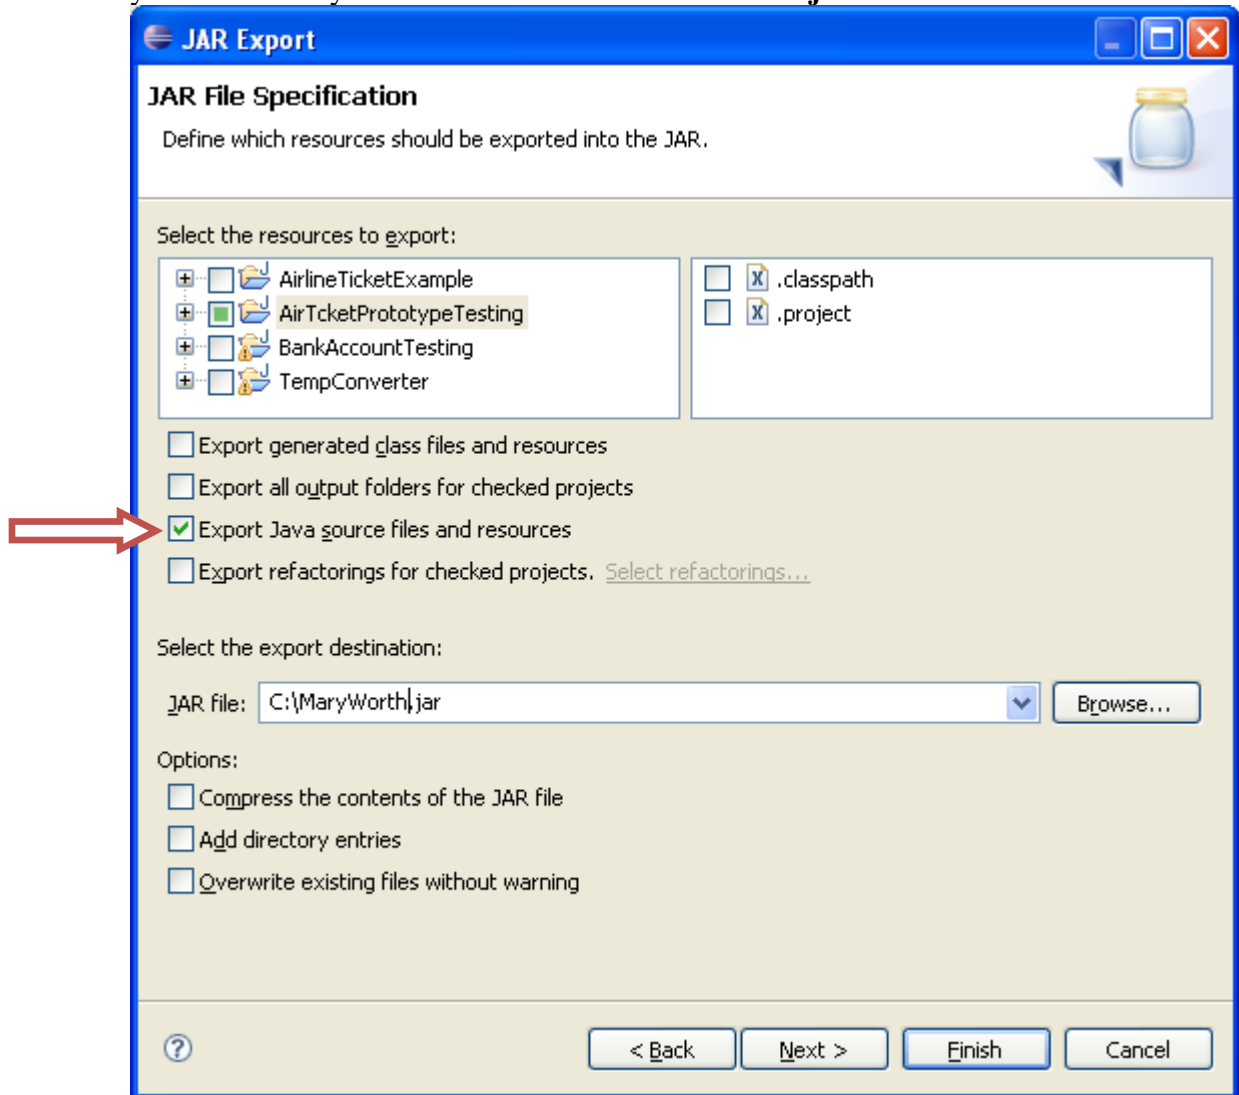 JAR Export
JAR File Specification
Define which resources should be exported into the JAR.
Select the resources to export:
AirlineTicketExample
AirTcketPrototypeTesting
BankAccountTesting
TempConverter
.classpath
.project
Export generated class files and resources
Export all output folders for checked projects
Export Java source files and resources
Export refactorings for checked projects. Select refactorings...
Select the export destination:
JAR file: C:\MaryWorth.jar Browse...
Options:
Compress the contents of the JAR file
Add directory entries
Overwrite existing files without warning
< Back Next > Finish Cancel